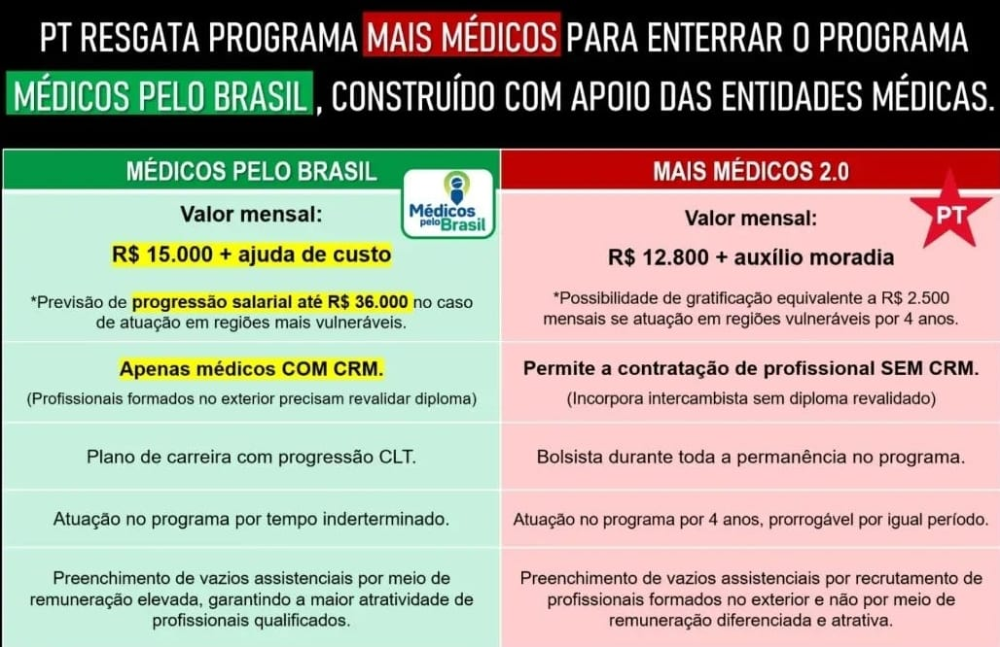 PT RESGATA PROGRAMA MAIS MÉDICOS PARA ENTERRAR O PROGRAMA
MÉDICOS PELO BRASIL, CONSTRUÍDO COM APOIO DAS ENTIDADES MÉDICAS.
MÉDICOS PELO BRASIL
Médicos
pelo Brasil
Valor mensal:
R$ 15.000 + ajuda de custo
*Previsão de progressão salarial até R$ 36.000 no caso
de atuação em regiões mais vulneráveis.
Apenas médicos COM CRM.
(Profissionais formados no exterior precisam revalidar diploma)
Plano de carreira com progressão CLT.
Atuação no programa por tempo inderterminado.
Preenchimento de vazios assistenciais por meio de
remuneração elevada, garantindo a maior atratividade de
profissionais qualificados.
MAIS MÉDICOS 2.0
PT
Valor mensal:
R$ 12.800 + auxílio moradia
*Possibilidade de gratificação equivalente a R$ 2.500
mensais se atuação em regiões vulneráveis por 4 anos.
Permite a contratação de profissional SEM CRM.
(Incorpora intercambista sem diploma revalidado)
Bolsista durante toda a permanência no programa.
Atuação no programa por 4 anos, prorrogável por igual período.
Preenchimento de vazios assistenciais por recrutamento de
profissionais formados no exterior e não por meio de
remuneração diferenciada e atrativa.